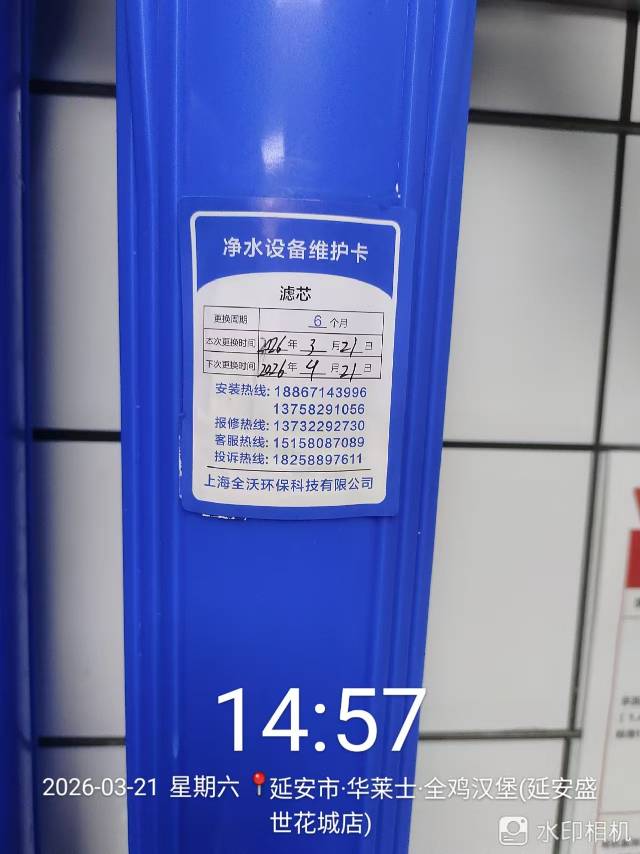 净水设备维护卡
滤芯
更换周期 6 个月
本次更换时间 2026 年 3 月 21 日
下次更换时间 2026 年 4 月 21 日
安装热线: 18867143996
13758291056
报修热线: 13732292730
客服热线: 15158087089
投诉热线: 18258897611
上海全沃环保科技有限公司
14:57
2026-03-21 星期六 延安市·华莱士·全鸡汉堡(延安盛
世花城店)
水印相机